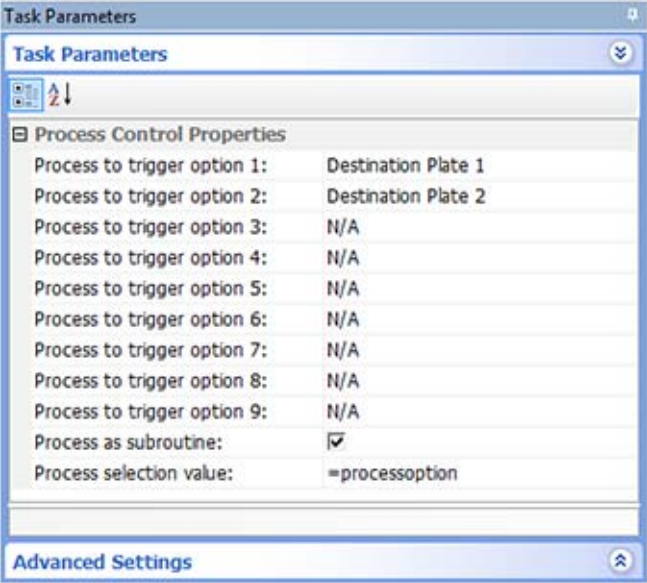 Task Parameters
Task Parameters
A
Z
Process Control Properties
Process to trigger option 1: Destination Plate 1
Process to trigger option 2: Destination Plate 2
Process to trigger option 3: N/A
Process to trigger option 4: N/A
Process to trigger option 5: N/A
Process to trigger option 6: N/A
Process to trigger option 7: N/A
Process to trigger option 8: N/A
Process to trigger option 9: N/A
Process as subroutine:
Process selection value: =processoption
Advanced Settings